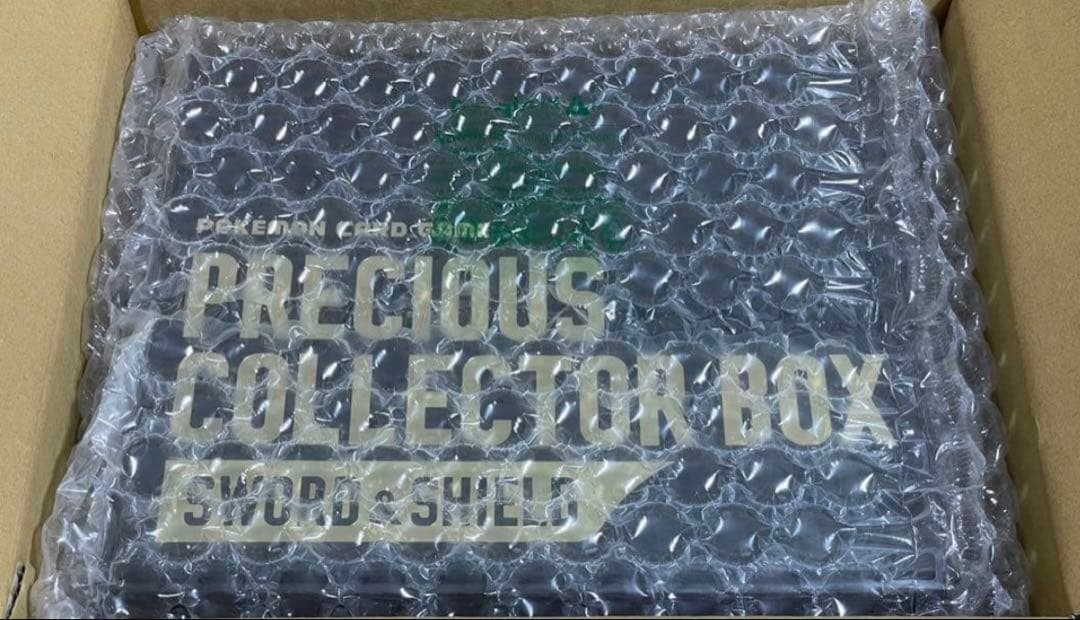 POKÉMON CARD GAME
PRECIOUS
COLLECTOR BOX
SWORD & SHIELD